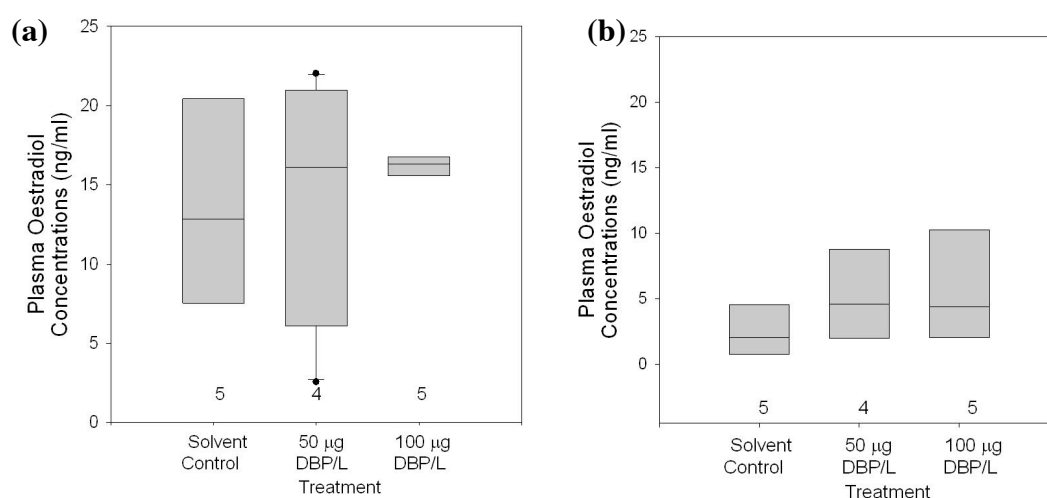 (a)
Plasma Oestradiol
Concentrations (ng/ml)
25
20
15
10
5
0
5
4
5
Solvent
Control
50 µg
DBP/L
100 µg
DBP/L
Treatment
(b)
Plasma Oestradiol
Concentrations (ng/ml)
25
20
15
10
5
0
5
4
5
Solvent
Control
50 µg
DBP/L
100 µg
DBP/L
Treatment